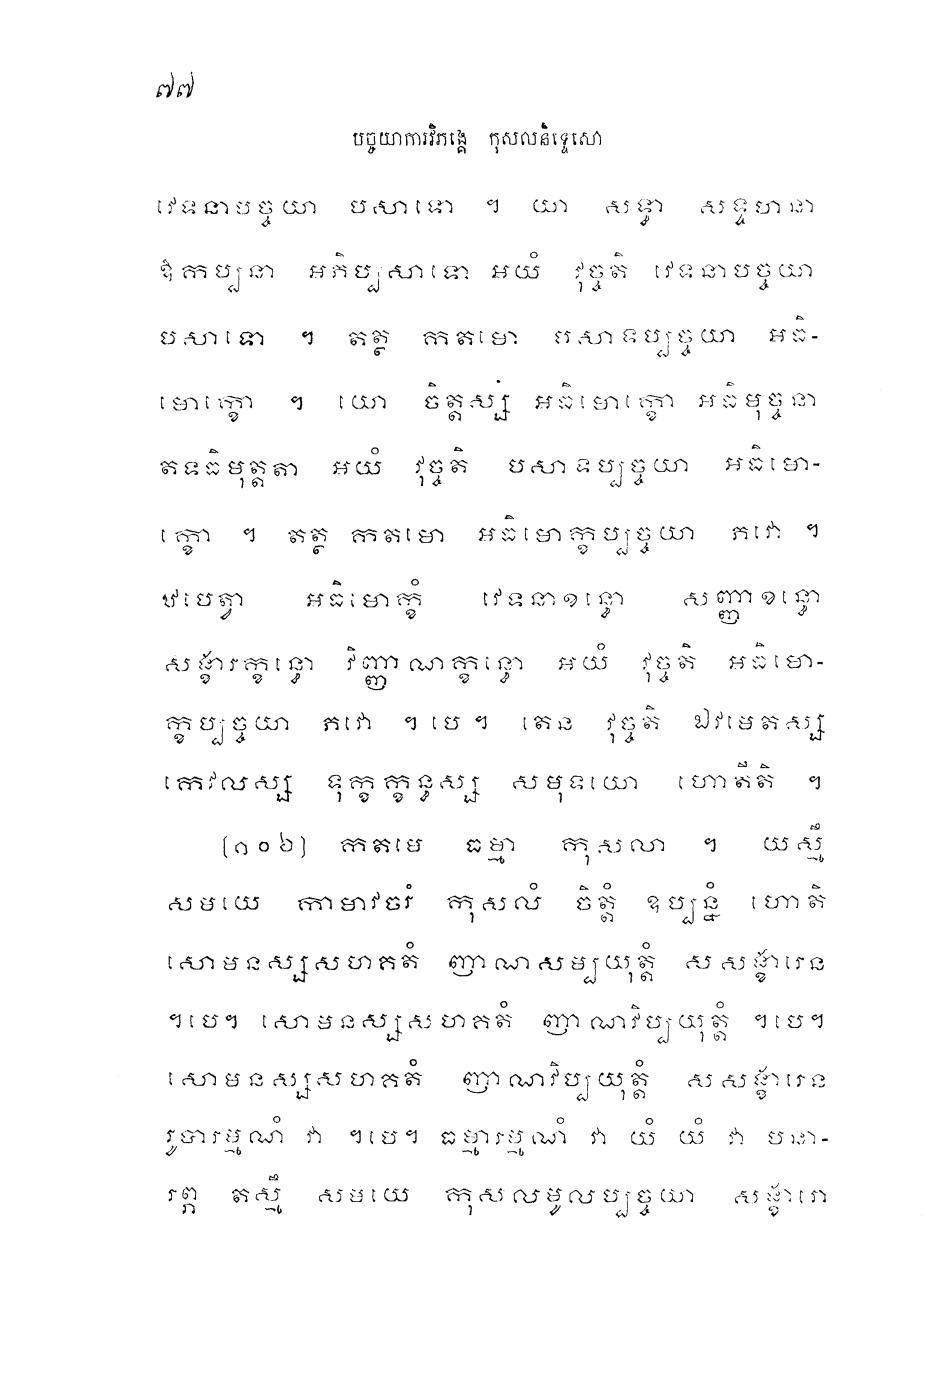 ៧៧
បច្ចយាការវិភង្គេ កុសលនិទ្ទេសោ
វេទនាបច្ចយា បសាទោ ។ យា សទ្ធា សទ្ទហនា
ឱកប្បនា អភិប្បសាទោ អយំ វុច្ចតិ វេទនាបច្ចយា
បសាទោ ។ តត្ថ កតមោ បសាទប្បច្ចយា អធិ-
មោក្ខោ ។ យោ ចិត្តស្ស អធិមោក្ខោ អធិមុច្ចនា
តទធិមុត្តតា អយំ វុច្ចតិ បសាទប្បច្ចយា អធិមោ-
ក្ខោ ។ តត្ថ កតមោ អធិមោក្ខប្បច្ចយា ភវោ ។
ឋបេត្វា អធិមោក្ខំ វេទនាខន្ធោ សញ្ញាខន្ធោ
សង្ខារក្ខន្ធោ វិញ្ញាណក្ខន្ធោ អយំ វុច្ចតិ អធិមោ-
ក្ខប្បច្ចយា ភវោ ។បេ។ តេន វុច្ចតិ ឯវមេតស្ស
កេវលស្ស ទុក្ខក្ខន្ធស្ស សមុទយោ ហោតីតិ ។
(១០៦) កតមេ ធម្មា កុសលា ។ យស្មឹ
សមយេ កាមាវចរំ កុសលំ ចិត្តំ ឧប្បន្នំ ហោតិ
សោមនស្សសហគតំ ញាណសម្បយុត្តំ សសង្ខារេន
។បេ។ សោមនស្សសហគតំ ញាណវិប្បយុត្តំ ។បេ។
សោមនស្សសហគតំ ញាណវិប្បយុត្តំ សសង្ខារេន
រូបារម្មណំ វា ។បេ។ ធម្មារម្មណំ វា យំ យំ វា បនា-
រព្ភ តស្មឹ សមយេ កុសលមូលប្បច្ចយា សង្ខារោ